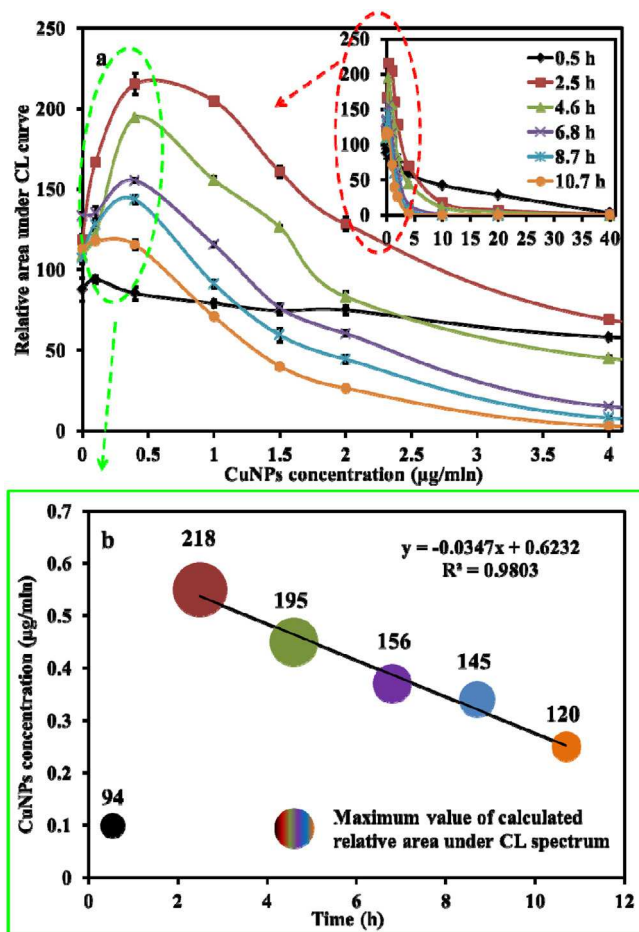 a
Relative area under CL curve
250
200
150
100
50
0
0 0.5 1 1.5 2 2.5 3 3.5 4
CuNPs concentration (µg/mln)
250
200
150
100
50
0
0 10 20 30 40
0.5 h
2.5 h
4.6 h
6.8 h
8.7 h
10.7 h
b
CuNPs concentration (µg/mln)
0.7
0.6
0.5
0.4
0.3
0.2
0.1
0
218
195
156
145
120
94
y = -0.0347x + 0.6232
R² = 0.9803
Maximum value of calculated
relative area under CL spectrum
0 2 4 6 8 10 12
Time (h)